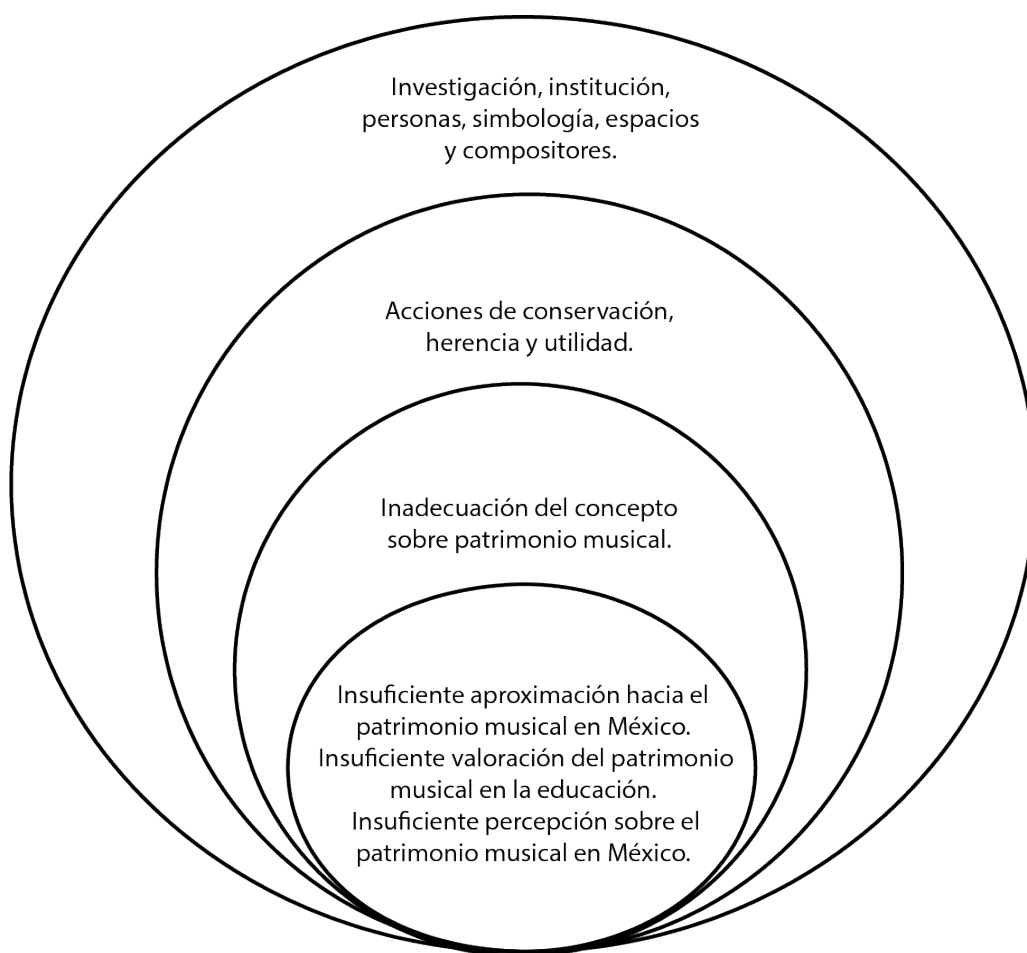 Investigación, institución,
personas, simbología, espacios
y compositores.
Acciones de conservación,
herencia y utilidad.
Inadecuación del concepto
sobre patrimonio musical.
Insuficiente aproximación hacia el
patrimonio musical en México.
Insuficiente valoración del patrimonio
musical en la educación.
Insuficiente percepción sobre el
patrimonio musical en México.